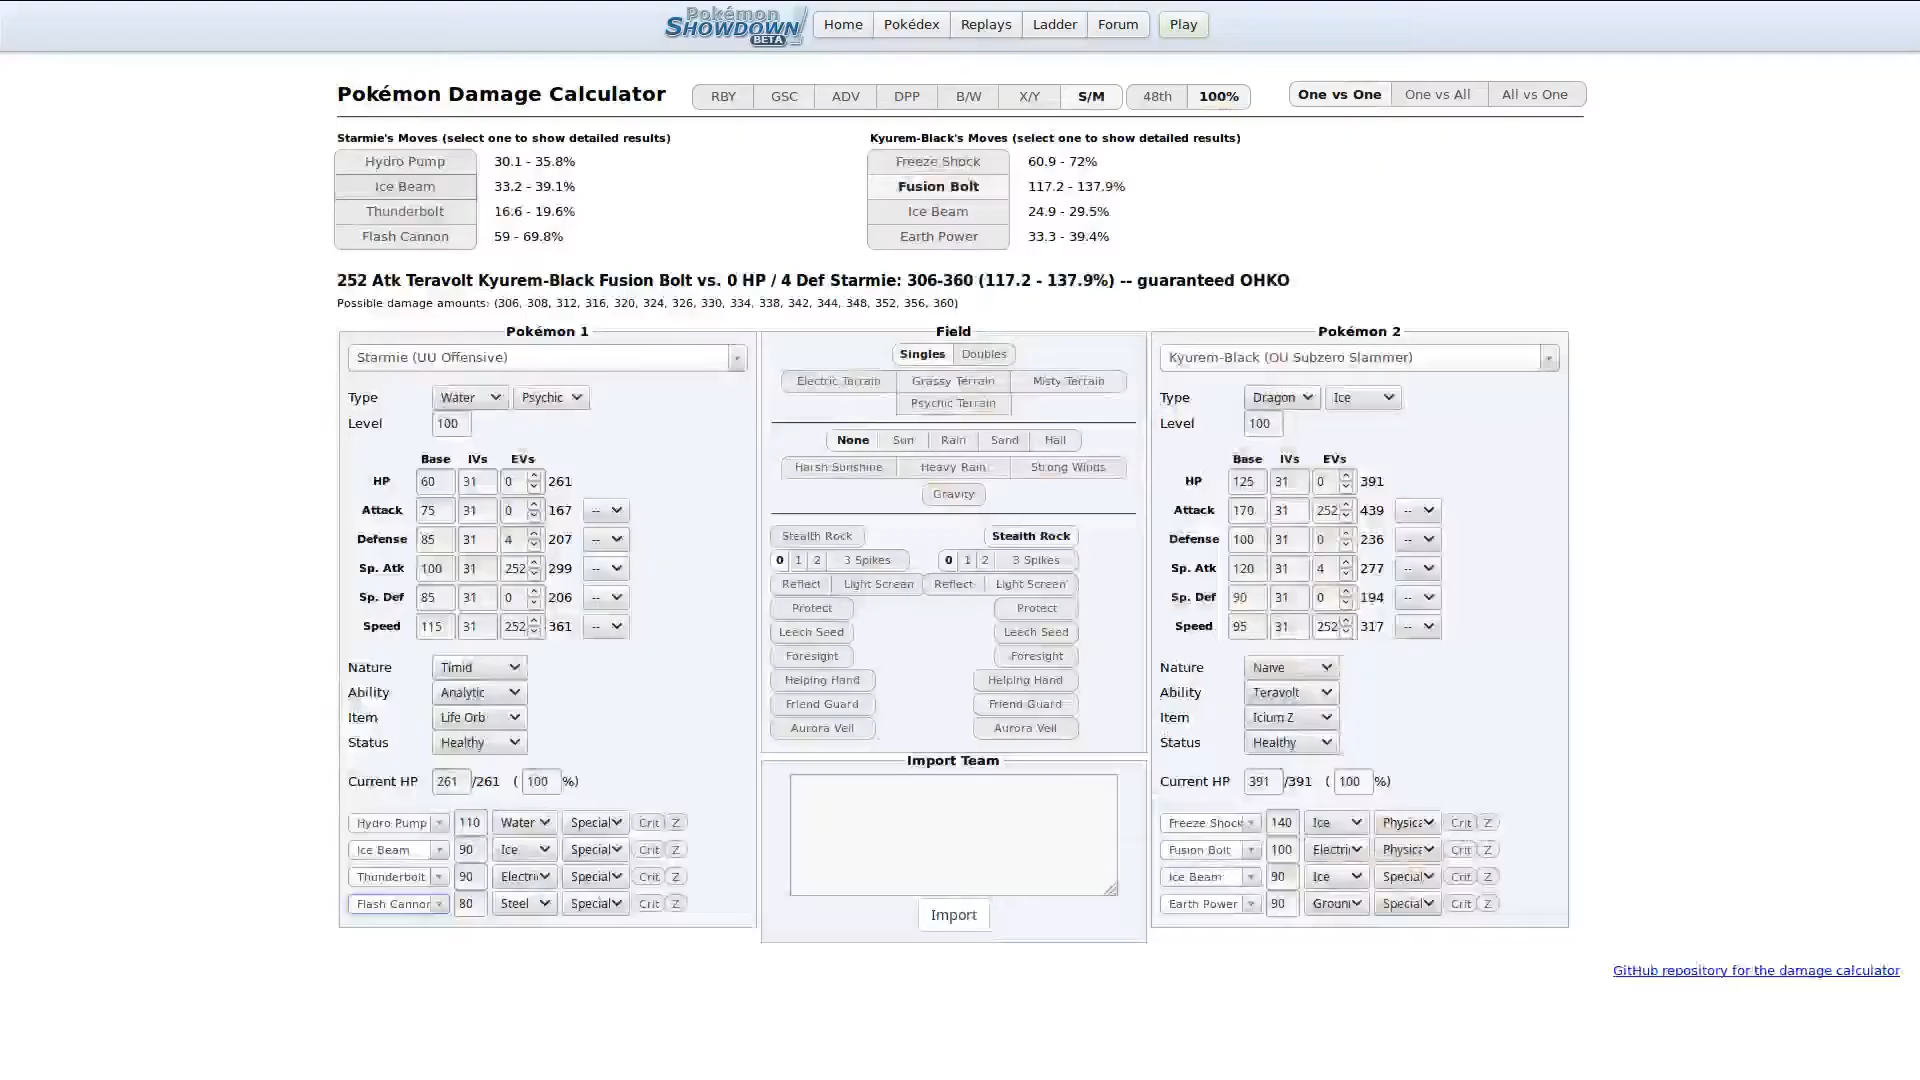 Pokémon SHOWDOWN! BETA Home Pokédex Replays Ladder Forum Play
Pokémon Damage Calculator RBY GSC ADV DPP B/W X/Y S/M 48th 100% One vs One One vs All All vs One
Starmie's Moves (select one to show detailed results) Kyurem-Black's Moves (select one to show detailed results)
Hydro Pump 30.1 - 35.8% Freeze Shock 60.9 - 72%
Ice Beam 33.2 - 39.1% Fusion Bolt 117.2 - 137.9%
Thunderbolt 16.6 - 19.6% Ice Beam 24.9 - 29.5%
Flash Cannon 59 - 69.8% Earth Power 33.3 - 39.4%
252 Atk Teravolt Kyurem-Black Fusion Bolt vs. 0 HP / 4 Def Starmie: 306-360 (117.2 - 137.9%) -- guaranteed OHKO
Possible damage amounts: (306, 308, 312, 316, 320, 324, 326, 330, 334, 338, 342, 344, 348, 352, 356, 360)
Pokémon 1
Starmie (UU Offensive)
Type Water Psychic
Level 100
Base IVs EVs
HP 60 31 0 261
Attack 75 31 0 167 --
Defense 85 31 4 207 --
Sp. Atk 100 31 252 299 --
Sp. Def 85 31 0 206 --
Speed 115 31 252 361 --
Nature Timid
Ability Analytic
Item Life Orb
Status Healthy
Current HP 261 /261 ( 100 %)
Hydro Pump 110 Water Special Crit Z
Ice Beam 90 Ice Special Crit Z
Thunderbolt 90 Electri Special Crit Z
Flash Cannon 80 Steel Special Crit Z
Field
Singles Doubles
Electric Terrain Grassy Terrain Misty Terrain
Psychic Terrain
None Sun Rain Sand Hail
Harsh Sunshine Heavy Rain Strong Winds
Gravity
Stealth Rock Stealth Rock
0 1 2 3 Spikes 0 1 2 3 Spikes
Reflect Light Screen Reflect Light Screen
Protect Protect
Leech Seed Leech Seed
Foresight Foresight
Helping Hand Helping Hand
Friend Guard Friend Guard
Aurora Veil Aurora Veil
Import Team
Import
Pokémon 2
Kyurem-Black (OU Subzero Slammer)
Type Dragon Ice
Level 100
Base IVs EVs
HP 125 31 0 391
Attack 170 31 252 439 --
Defense 100 31 0 236 --
Sp. Atk 120 31 4 277 --
Sp. Def 90 31 0 194 --
Speed 95 31 252 317 --
Nature Naive
Ability Teravolt
Item Icium Z
Status Healthy
Current HP 391 /391 ( 100 %)
Freeze Shock 140 Ice Physica Crit Z
Fusion Bolt 100 Electri Physica Crit Z
Ice Beam 90 Ice Special Crit Z
Earth Power 90 Groun Special Crit Z
GitHub repository for the damage calculator